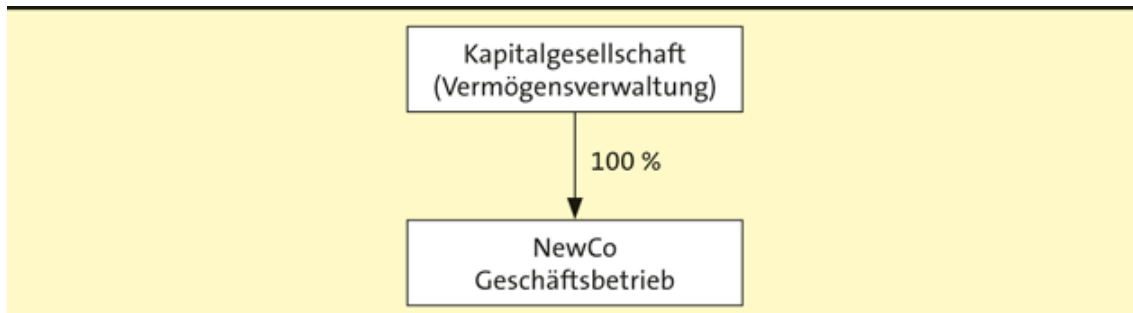 Kapitalgesellschaft
(Vermögensverwaltung)
100 %
NewCo
Geschäftsbetrieb